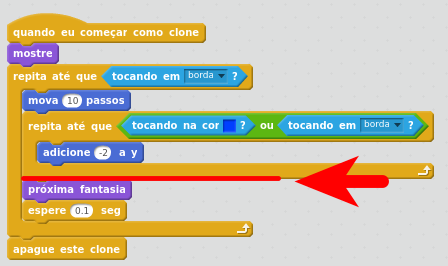 quando eu começar como clone
mostre
repita até que tocando em borda ?
mova 10 passos
repita até que tocando na cor ? ou tocando em borda ?
adicione -2 a y
próxima fantasia
espere 0.1 seg
apague este clone